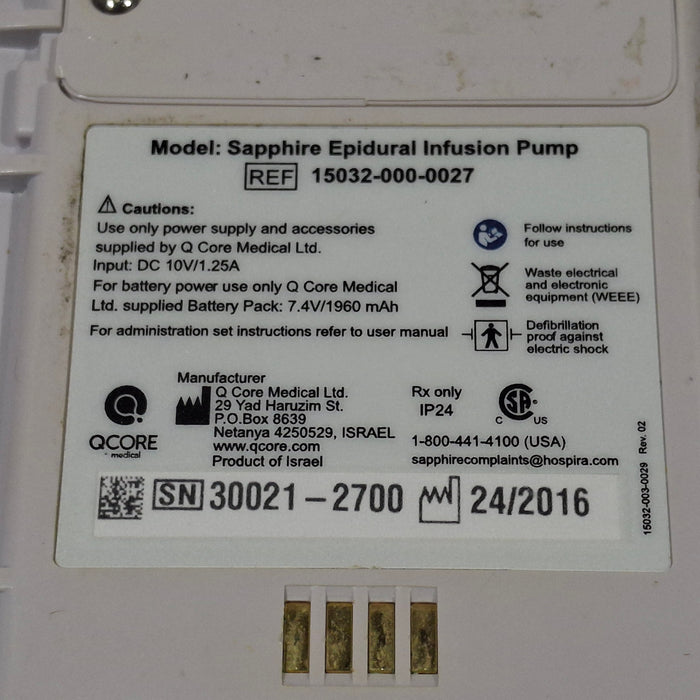 Model: Sapphire Epidural Infusion Pump
REF 15032-000-0027
Cautions:
Use only power supply and accessories
supplied by Q Core Medical Ltd.
Input: DC 10V/1.25A
For battery power use only Q Core Medical
Ltd. supplied Battery Pack: 7.4V/1960 mAh
For administration set instructions refer to user manual
Follow instructions
for use
Waste electrical
and electronic
equipment (WEEE)
Defibrillation
proof against
electric shock
QCORE
medical
Manufacturer
Q Core Medical Ltd.
29 Yad Haruzim St.
P.O.Box 8639
Netanya 4250529, ISRAEL
www.qcore.com
Product of Israel
Rx only
IP24
SA
C US
1-800-441-4100 (USA)
sapphirecomplaints@hospira.com
SN 30021-2700 24/2016
15032-003-0029 Rev. 02